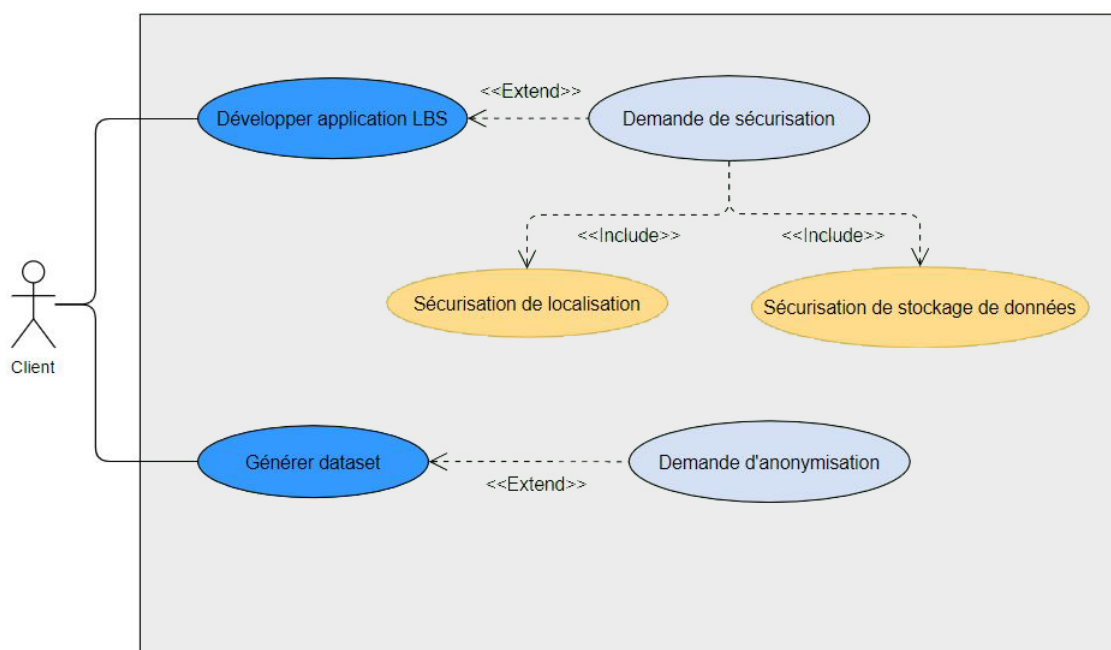 <<Extend>>
Développer application LBS
Demande de sécurisation
<<Include>>
<<Include>>
Sécurisation de localisation
Sécurisation de stockage de données
Client
Générer dataset
Demande d'anonymisation
<<Extend>>